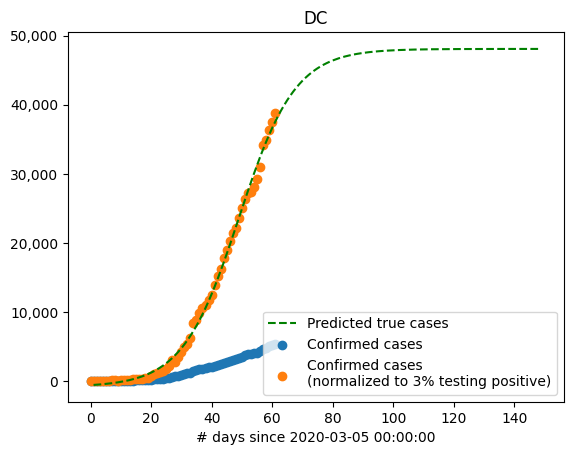 DC
50,000
40,000
30,000
20,000
10,000
0
Predicted true cases
Confirmed cases
Confirmed cases
(normalized to 3% testing positive)
0 20 40 60 80 100 120 140
# days since 2020-03-05 00:00:00